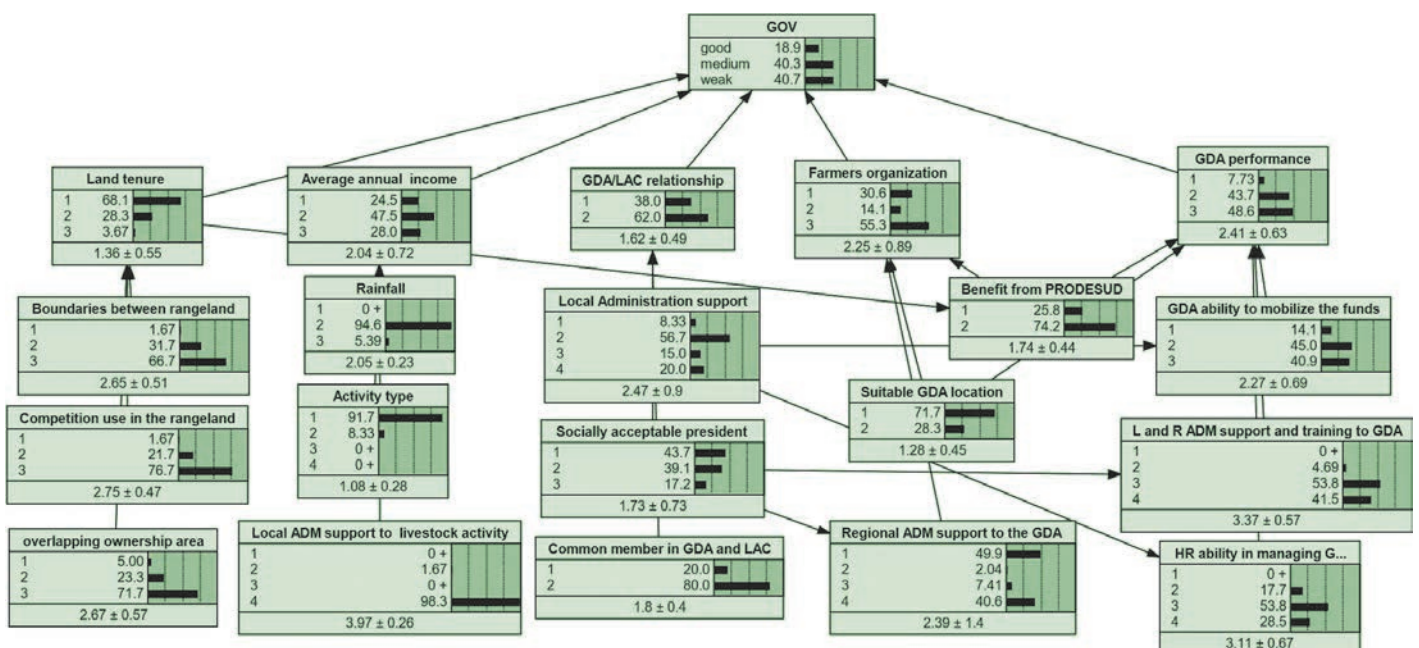 GOV
good 18.9
medium 40.3
weak 40.7
Land tenure
1 68.1
2 28.3
3 3.67
1.36 ± 0.55
Average annual income
1 24.5
2 47.5
3 28.0
2.04 ± 0.72
GDA/LAC relationship
1 38.0
2 62.0
1.62 ± 0.49
Farmers organization
1 30.6
2 14.1
3 55.3
2.25 ± 0.89
GDA performance
1 7.73
2 43.7
3 48.6
2.41 ± 0.63
Boundaries between rangeland
1 1.67
2 31.7
3 66.7
2.65 ± 0.51
Rainfall
1 0 +
2 94.6
3 5.39
2.05 ± 0.23
Local Administration support
1 8.33
2 56.7
3 15.0
4 20.0
2.47 ± 0.9
Benefit from PRODESUD
1 25.8
2 74.2
1.74 ± 0.44
GDA ability to mobilize the funds
1 14.1
2 45.0
3 40.9
2.27 ± 0.69
Competition use in the rangeland
1 1.67
2 21.7
3 76.7
2.75 ± 0.47
Activity type
1 91.7
2 8.33
3 0 +
4 0 +
1.08 ± 0.28
Socially acceptable president
1 43.7
2 39.1
3 17.2
1.73 ± 0.73
Suitable GDA location
1 71.7
2 28.3
1.28 ± 0.45
L and R ADM support and training to GDA
1 0 +
2 4.69
3 53.8
4 41.5
3.37 ± 0.57
overlapping ownership area
1 5.00
2 23.3
3 71.7
2.67 ± 0.57
Local ADM support to livestock activity
1 0 +
2 1.67
3 0 +
4 98.3
3.97 ± 0.26
Common member in GDA and LAC
1 20.0
2 80.0
1.8 ± 0.4
Regional ADM support to the GDA
1 49.9
2 2.04
3 7.41
4 40.6
2.39 ± 1.4
HR ability in managing G...
1 0 +
2 17.7
3 53.8
4 28.5
3.11 ± 0.67